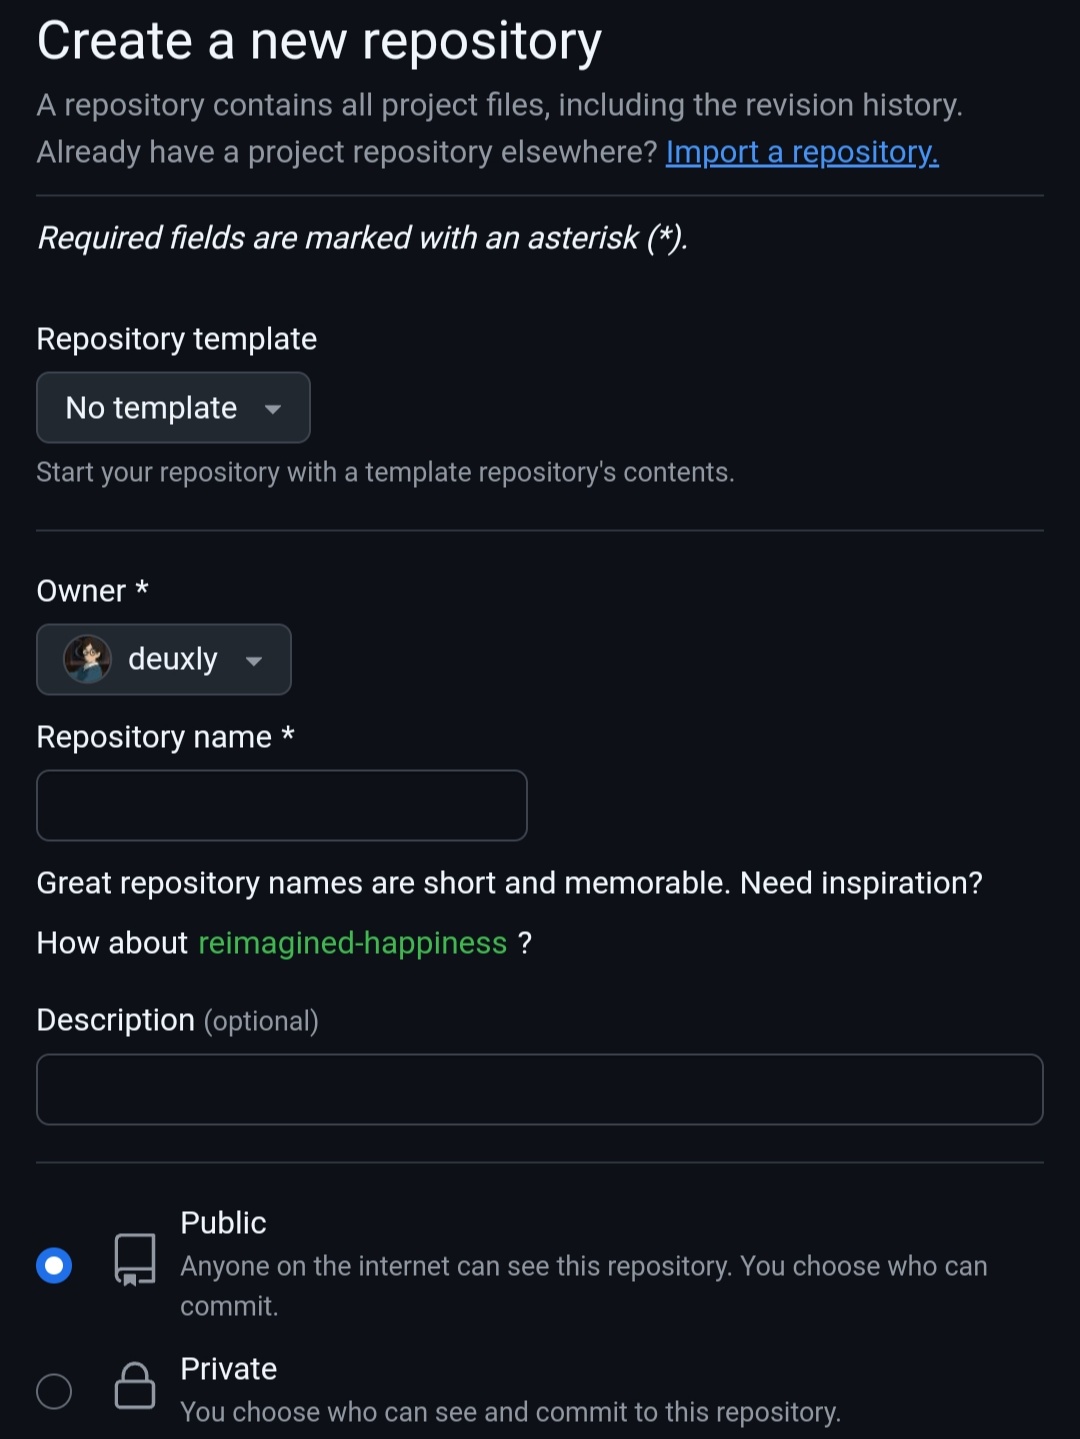 Create a new repository
A repository contains all project files, including the revision history.
Already have a project repository elsewhere? Import a repository.
Required fields are marked with an asterisk (*).
Repository template
No template
Start your repository with a template repository's contents.
Owner *
deuxly
Repository name *
Great repository names are short and memorable. Need inspiration?
How about reimagined-happiness ?
Description (optional)
Public
Anyone on the internet can see this repository. You choose who can
commit.
Private
You choose who can see and commit to this repository.